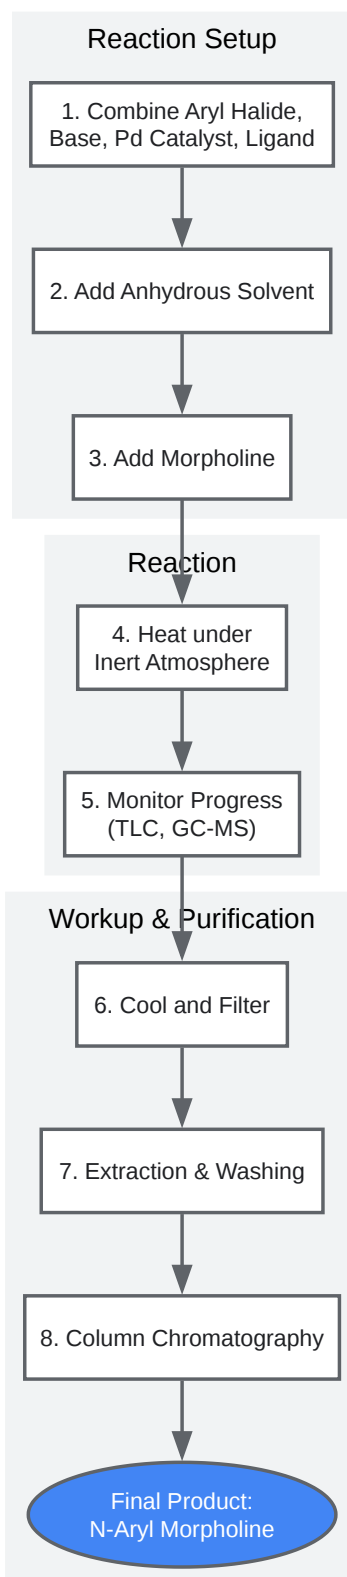 Reaction Setup
1. Combine Aryl Halide,
Base, Pd Catalyst, Ligand
2. Add Anhydrous Solvent
3. Add Morpholine
Reaction
4. Heat under
Inert Atmosphere
5. Monitor Progress
(TLC, GC-MS)
Workup & Purification
6. Cool and Filter
7. Extraction & Washing
8. Column Chromatography
Final Product:
N-Aryl Morpholine